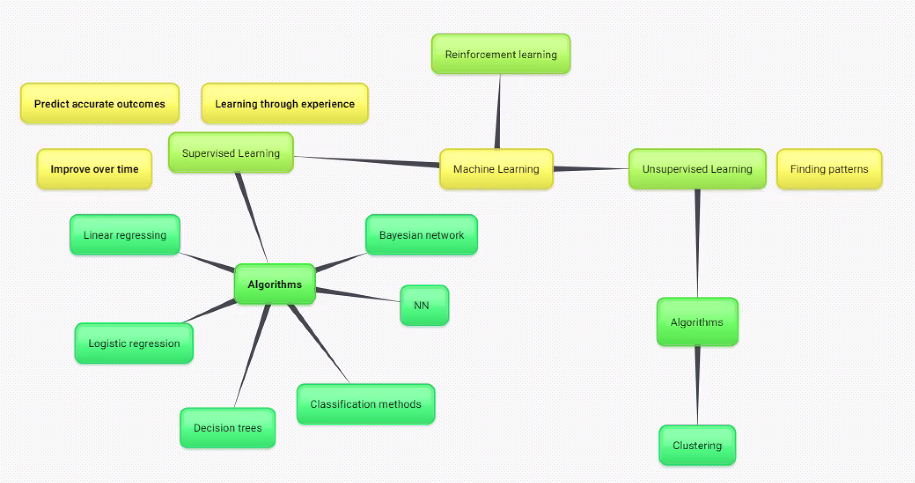 Reinforcement learning
Predict accurate outcomes
Learning through experience
Supervised Learning
Improve over time
Machine Learning
Unsupervised Learning
Finding patterns
Linear regressing
Bayesian network
Algorithms
NN
Algorithms
Logistic regression
Classification methods
Decision trees
Clustering